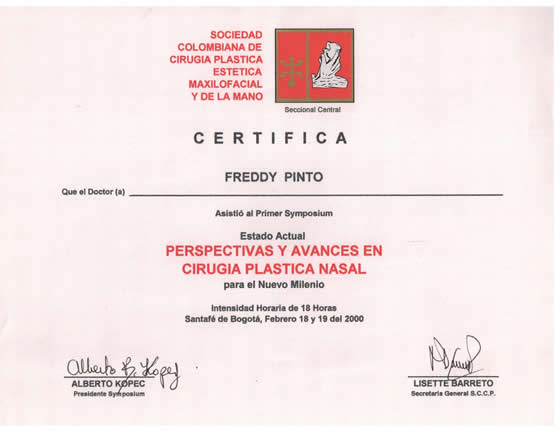 SOCIEDAD
COLOMBIANA DE
CIRUGIA PLASTICA
ESTETICA
MAXILOFACIAL
Y DE LA MANO
Seccional Central
CERTIFICA
FREDDY PINTO
Que el Doctor (a)
Asistió al Primer Symposium
Estado Actual
PERSPECTIVAS Y AVANCES EN
CIRUGIA PLASTICA NASAL
para el Nuevo Milenio
Intensidad Horaria de 18 Horas
Santafé de Bogotá, Febrero 18 y 19 del 2000
Alberto E. Kopec
ALBERTO KOPEC
Presidente Symposium
LISETTE BARRETO
Secretaria General S.C.C.P.